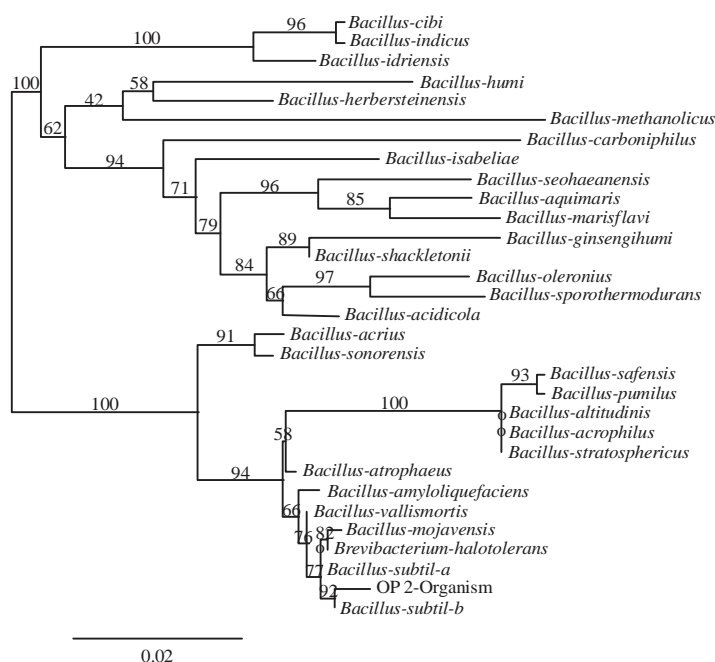 96
Bacillus-cibi
100
Bacillus-indicus
Bacillus-idriensis
100
58
Bacillus-humi
42
Bacillus-herbersteinensis
62
Bacillus-methanolicus
94
Bacillus-carboniphilus
71
Bacillus-isabeliae
96
Bacillus-seohaeanensis
85
Bacillus-aquimaris
79
Bacillus-marisflavi
89
Bacillus-ginsengihumi
84
Bacillus-shackletonii
97
Bacillus-oleronius
66
Bacillus-sporothermodurans
Bacillus-acidicola
91
Bacillus-acrius
Bacillus-sonorensis
93
Bacillus-safensis
Bacillus-pumilus
100
100
Bacillus-altitudinis
58
Bacillus-acrophilus
Bacillus-stratosphericus
94
Bacillus-atrophaeus
Bacillus-amyloliquefaciens
66
Bacillus-vallismortis
76
82
Bacillus-mojavensis
Brevibacterium-halotolerans
77
Bacillus-subtil-a
92
OP 2-Organism
Bacillus-subtil-b
0.02